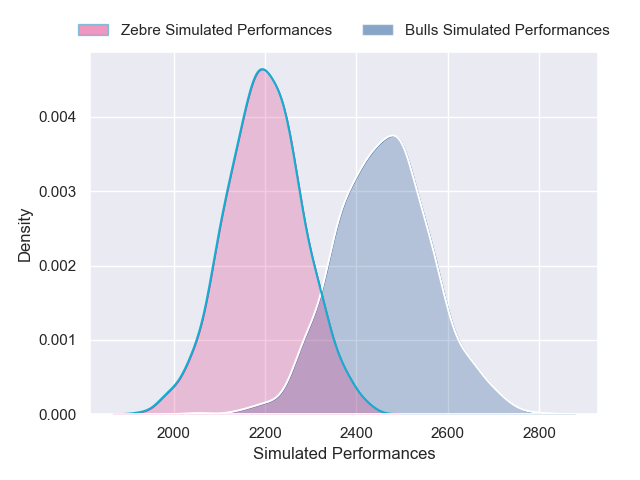 Zebre Simulated Performances Bulls Simulated Performances
0.004
0.003
Density
0.002
0.001
0.000
2000 2200 2400 2600 2800
Simulated Performances